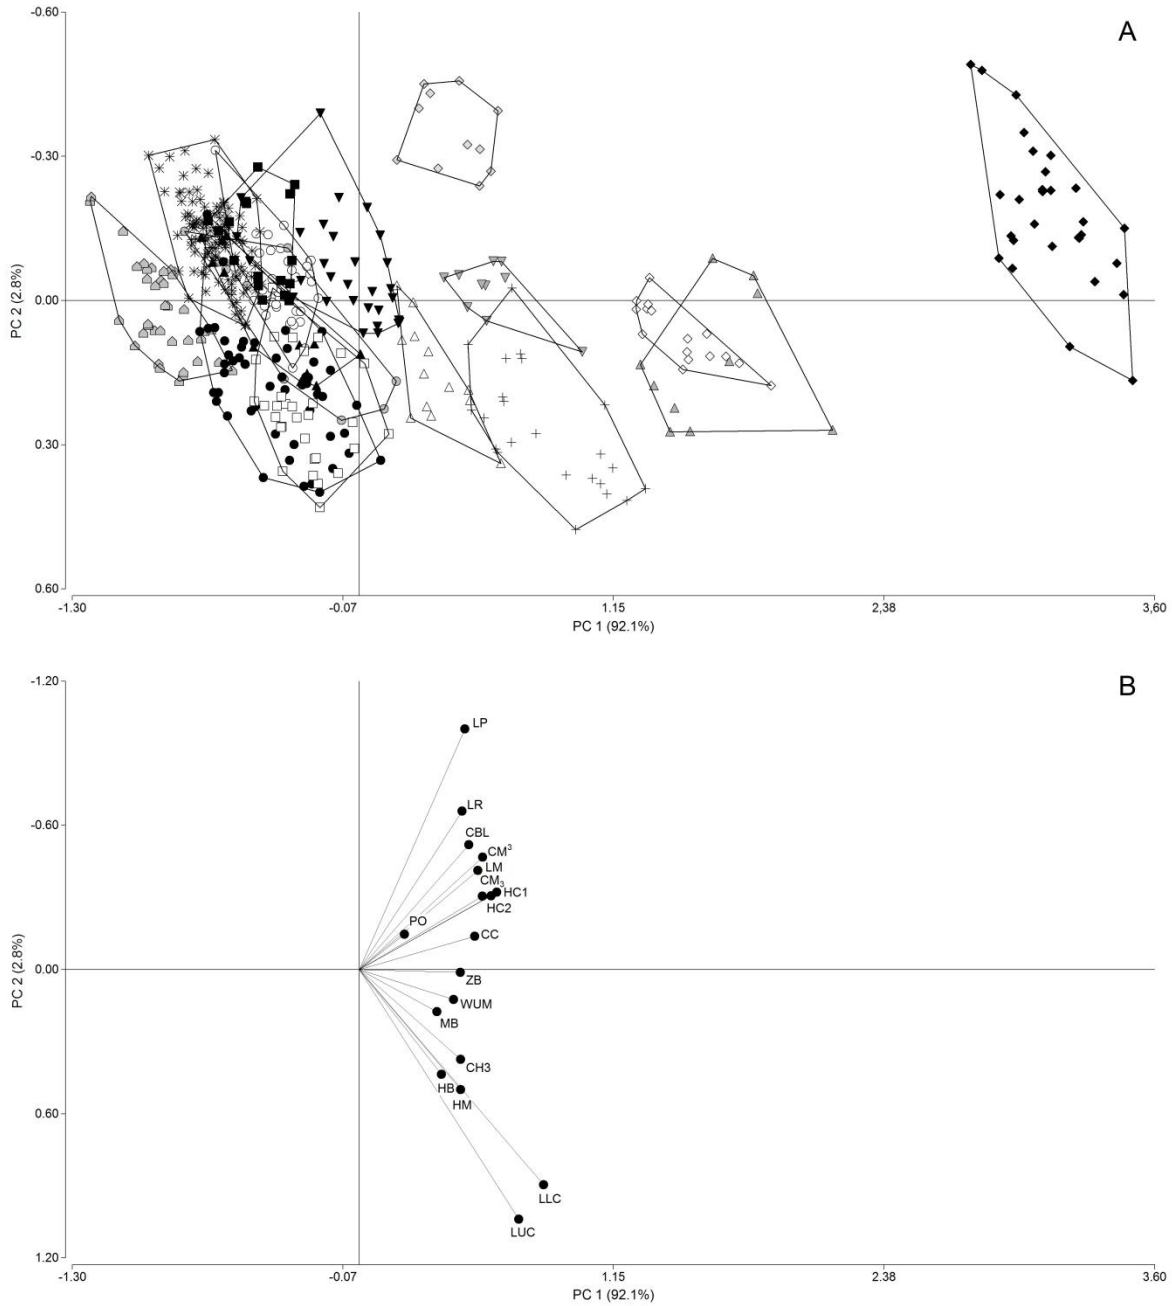 A
-0.60
-0.30
0.00
0.30
0.60
PC 2 (2.8%)
-1.30
-0.07
1.15
2,38
3,60
PC 1 (92.1%)
B
-1.20
-0.60
0.00
0.60
1.20
PC 2 (2.8%)
LP
LR
CBL
CM³
LM
CM₃
HC1
HC2
PO
CC
ZB
WUM
MB
CH3
HB
HM
LLC
LUC
-1.30
-0.07
1.15
2.38
3.60
PC 1 (92.1%)